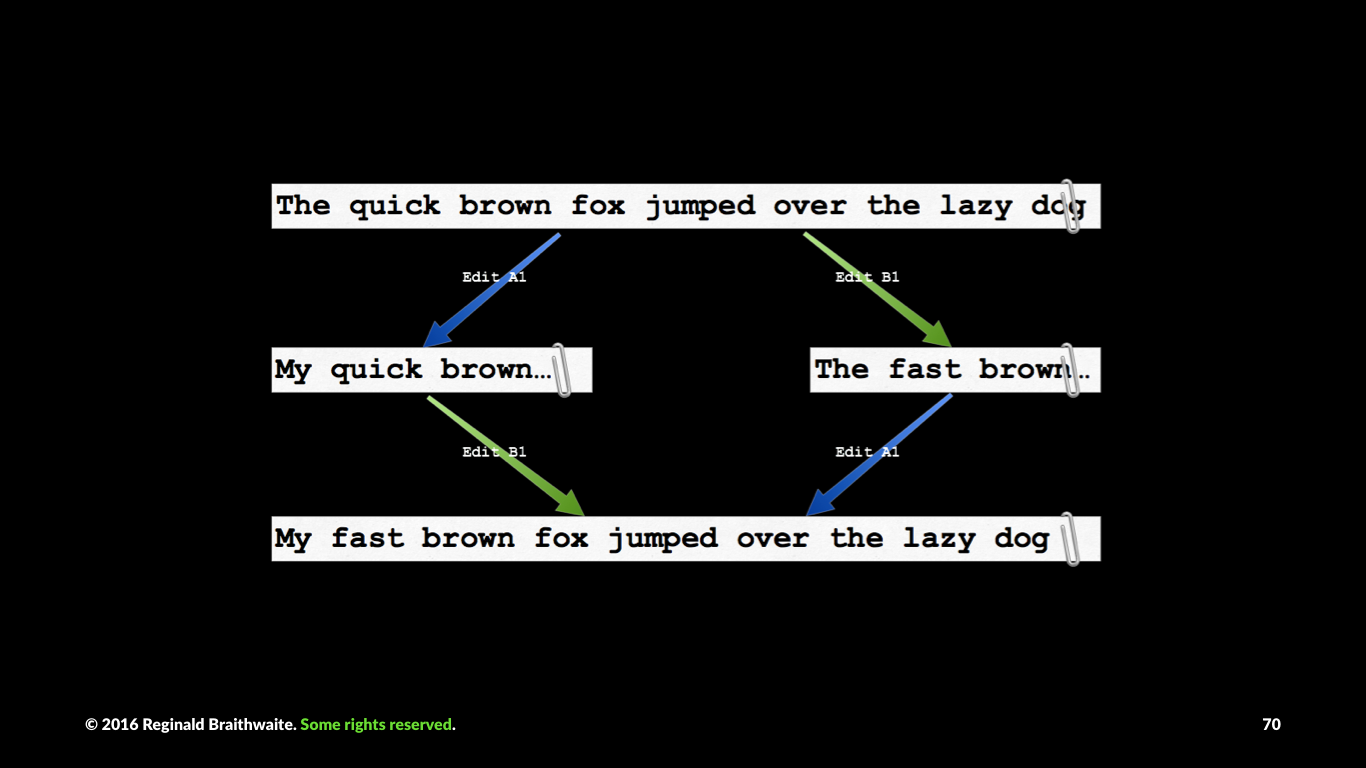 The quick brown fox jumped over the lazy dog
Edit A1
Edit B1
My quick brown…
The fast brown…
Edit B1
Edit A1
My fast brown fox jumped over the lazy dog
© 2016 Reginald Braithwaite. Some rights reserved.
70